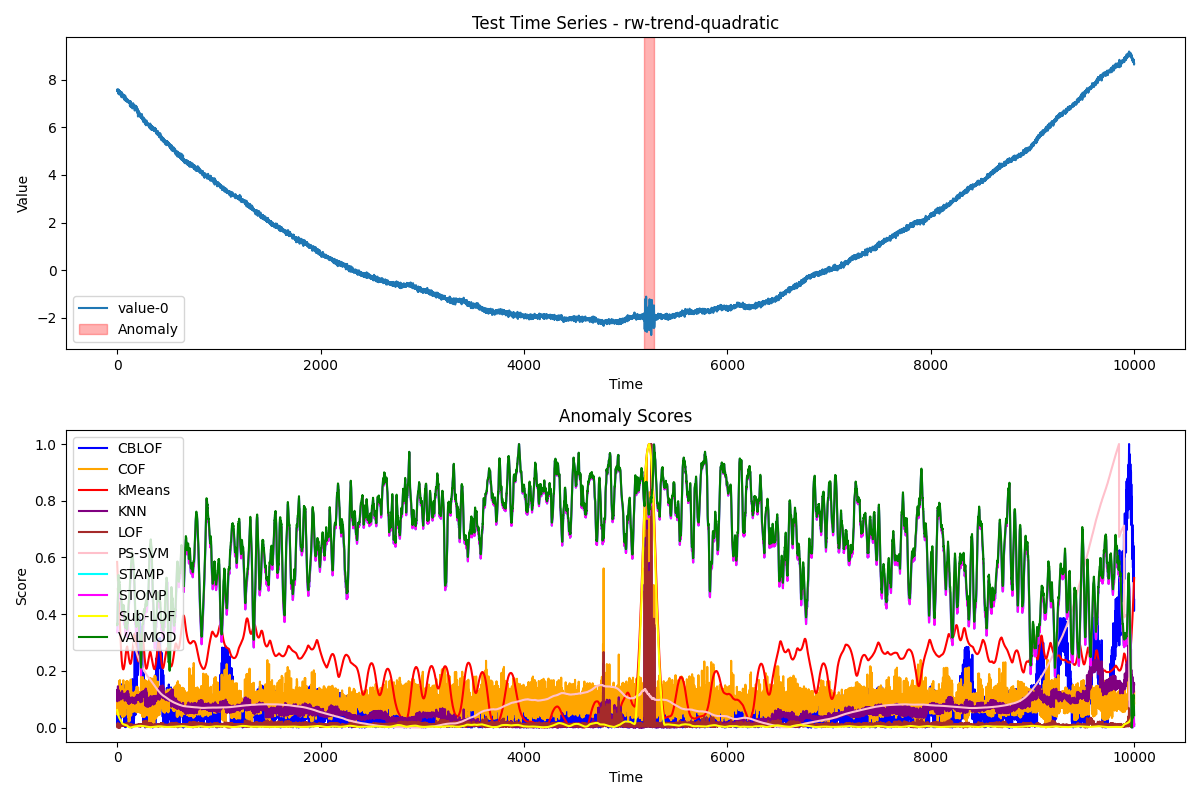 Test Time Series - rw-trend-quadratic
Value
8
6
4
2
0
−2
value-0
Anomaly
0
2000
4000
6000
8000
10000
Time
Anomaly Scores
Score
1.0
0.8
0.6
0.4
0.2
0.0
CBLOF
COF
kMeans
KNN
LOF
PS-SVM
STAMP
STOMP
Sub-LOF
VALMOD
0
2000
4000
6000
8000
10000
Time